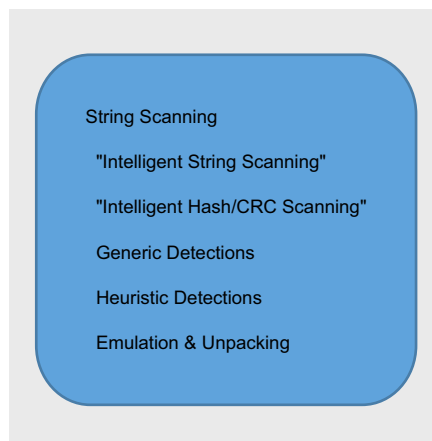 String Scanning
"Intelligent String Scanning"
"Intelligent Hash/CRC Scanning"
Generic Detections
Heuristic Detections
Emulation & Unpacking